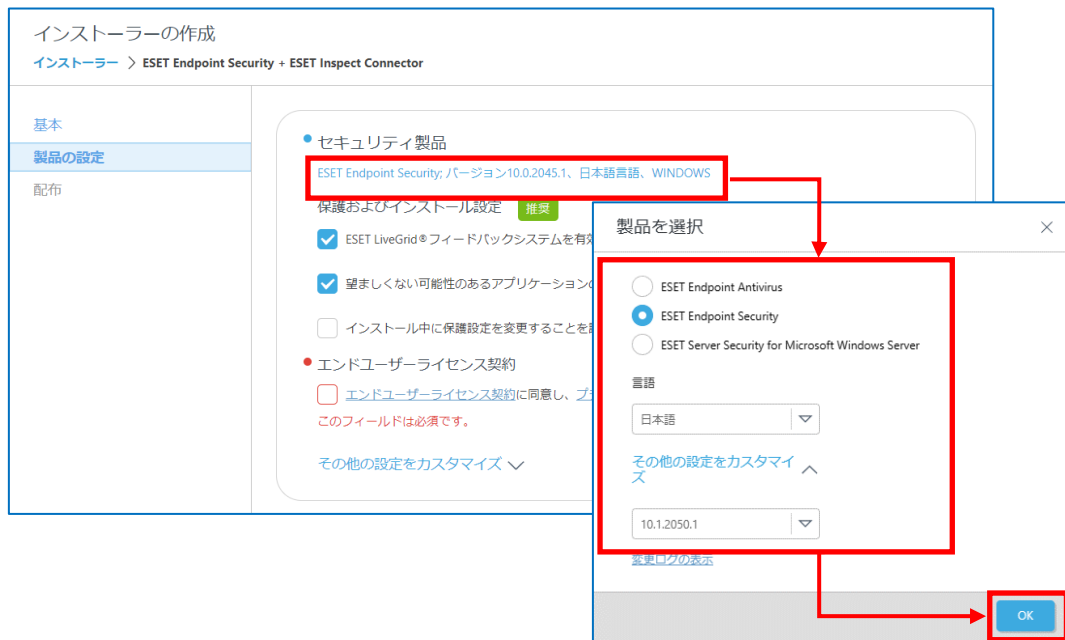 インストーラーの作成
インストーラー > ESET Endpoint Security + ESET Inspect Connector
基本
製品の設定
配布
セキュリティ製品
ESET Endpoint Security; バージョン10.0.2045.1、日本語言語、WINDOWS
保護およびインストール設定 推奨
ESET LiveGrid®フィードバックシステムを有効
望ましくない可能性のあるアプリケーションの
インストール中に保護設定を変更することを
エンドユーザーライセンス契約
エンドユーザーライセンス契約に同意し、プラ
このフィールドは必須です。
その他の設定をカスタマイズ
製品を選択
ESET Endpoint Antivirus
ESET Endpoint Security
ESET Server Security for Microsoft Windows Server
言語
日本語
その他の設定をカスタマイ
ズ
10.1.2050.1
変更ログの表示
OK